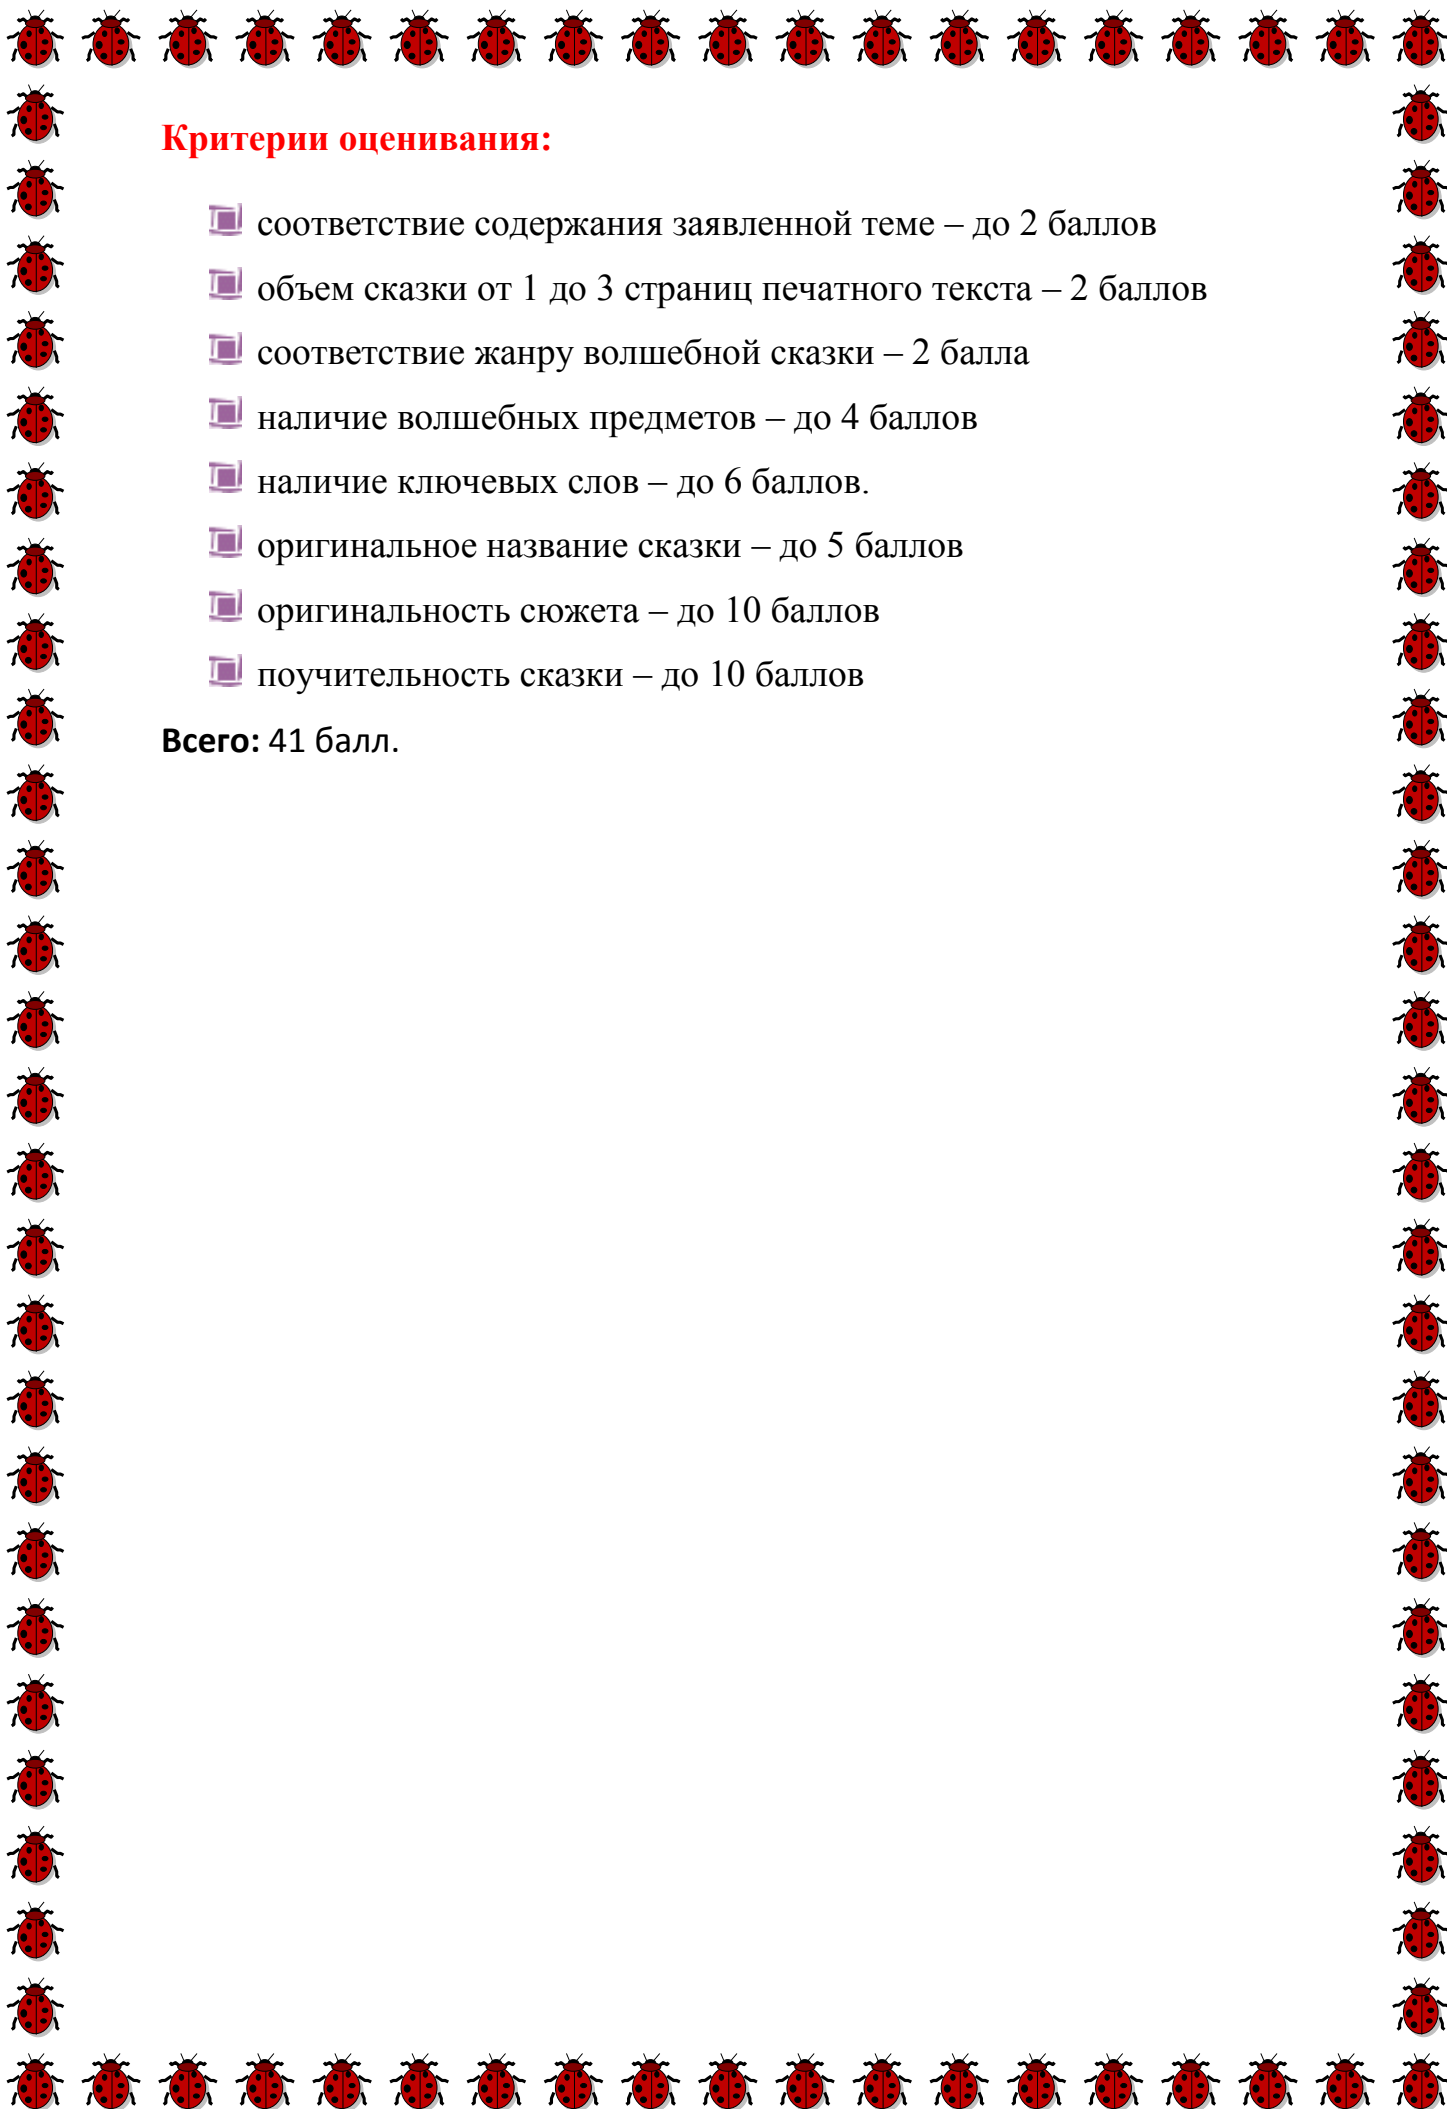 Критерии оценивания:
соответствие содержания заявленной теме – до 2 баллов
объем сказки от 1 до 3 страниц печатного текста – 2 баллов
соответствие жанру волшебной сказки – 2 балла
наличие волшебных предметов – до 4 баллов
наличие ключевых слов – до 6 баллов.
оригинальное название сказки – до 5 баллов
оригинальность сюжета – до 10 баллов
поучительность сказки – до 10 баллов
Всего: 41 балл.